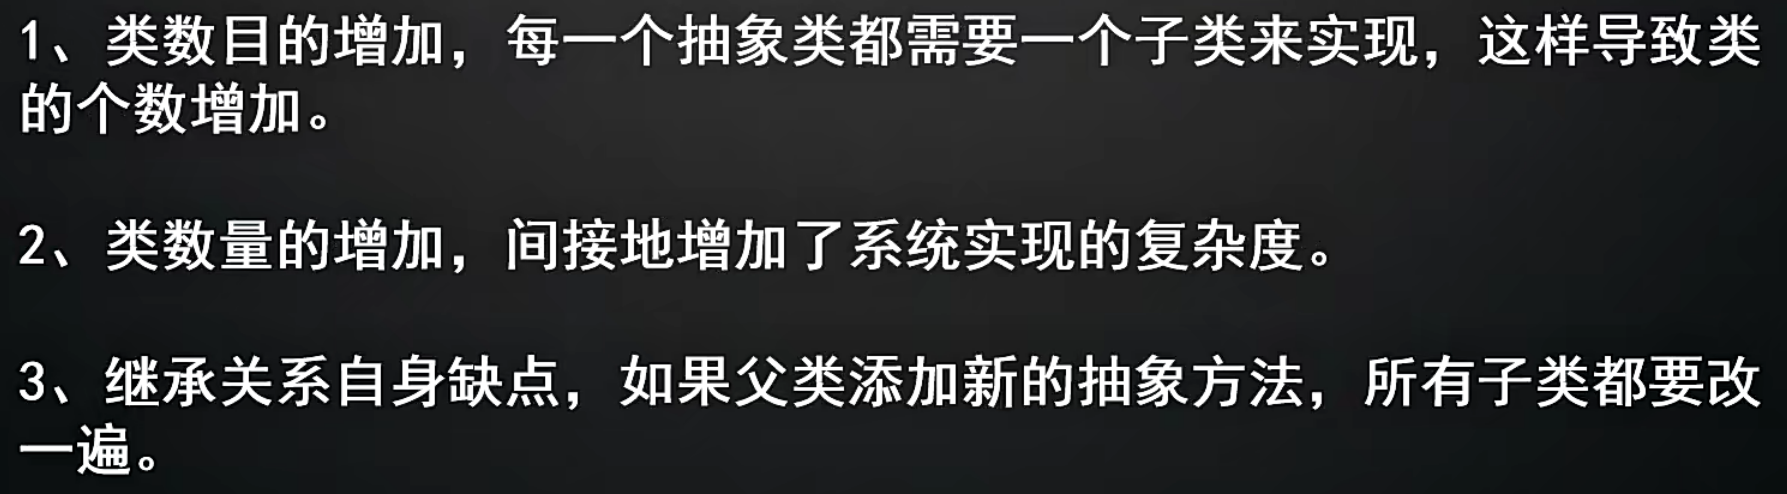 1、类数目的增加，每一个抽象类都需要一个子类来实现，这样导致类
的个数增加。
2、类数量的增加，间接地增加了系统实现的复杂度。
3、继承关系自身缺点，如果父类添加新的抽象方法，所有子类都要改
一遍。